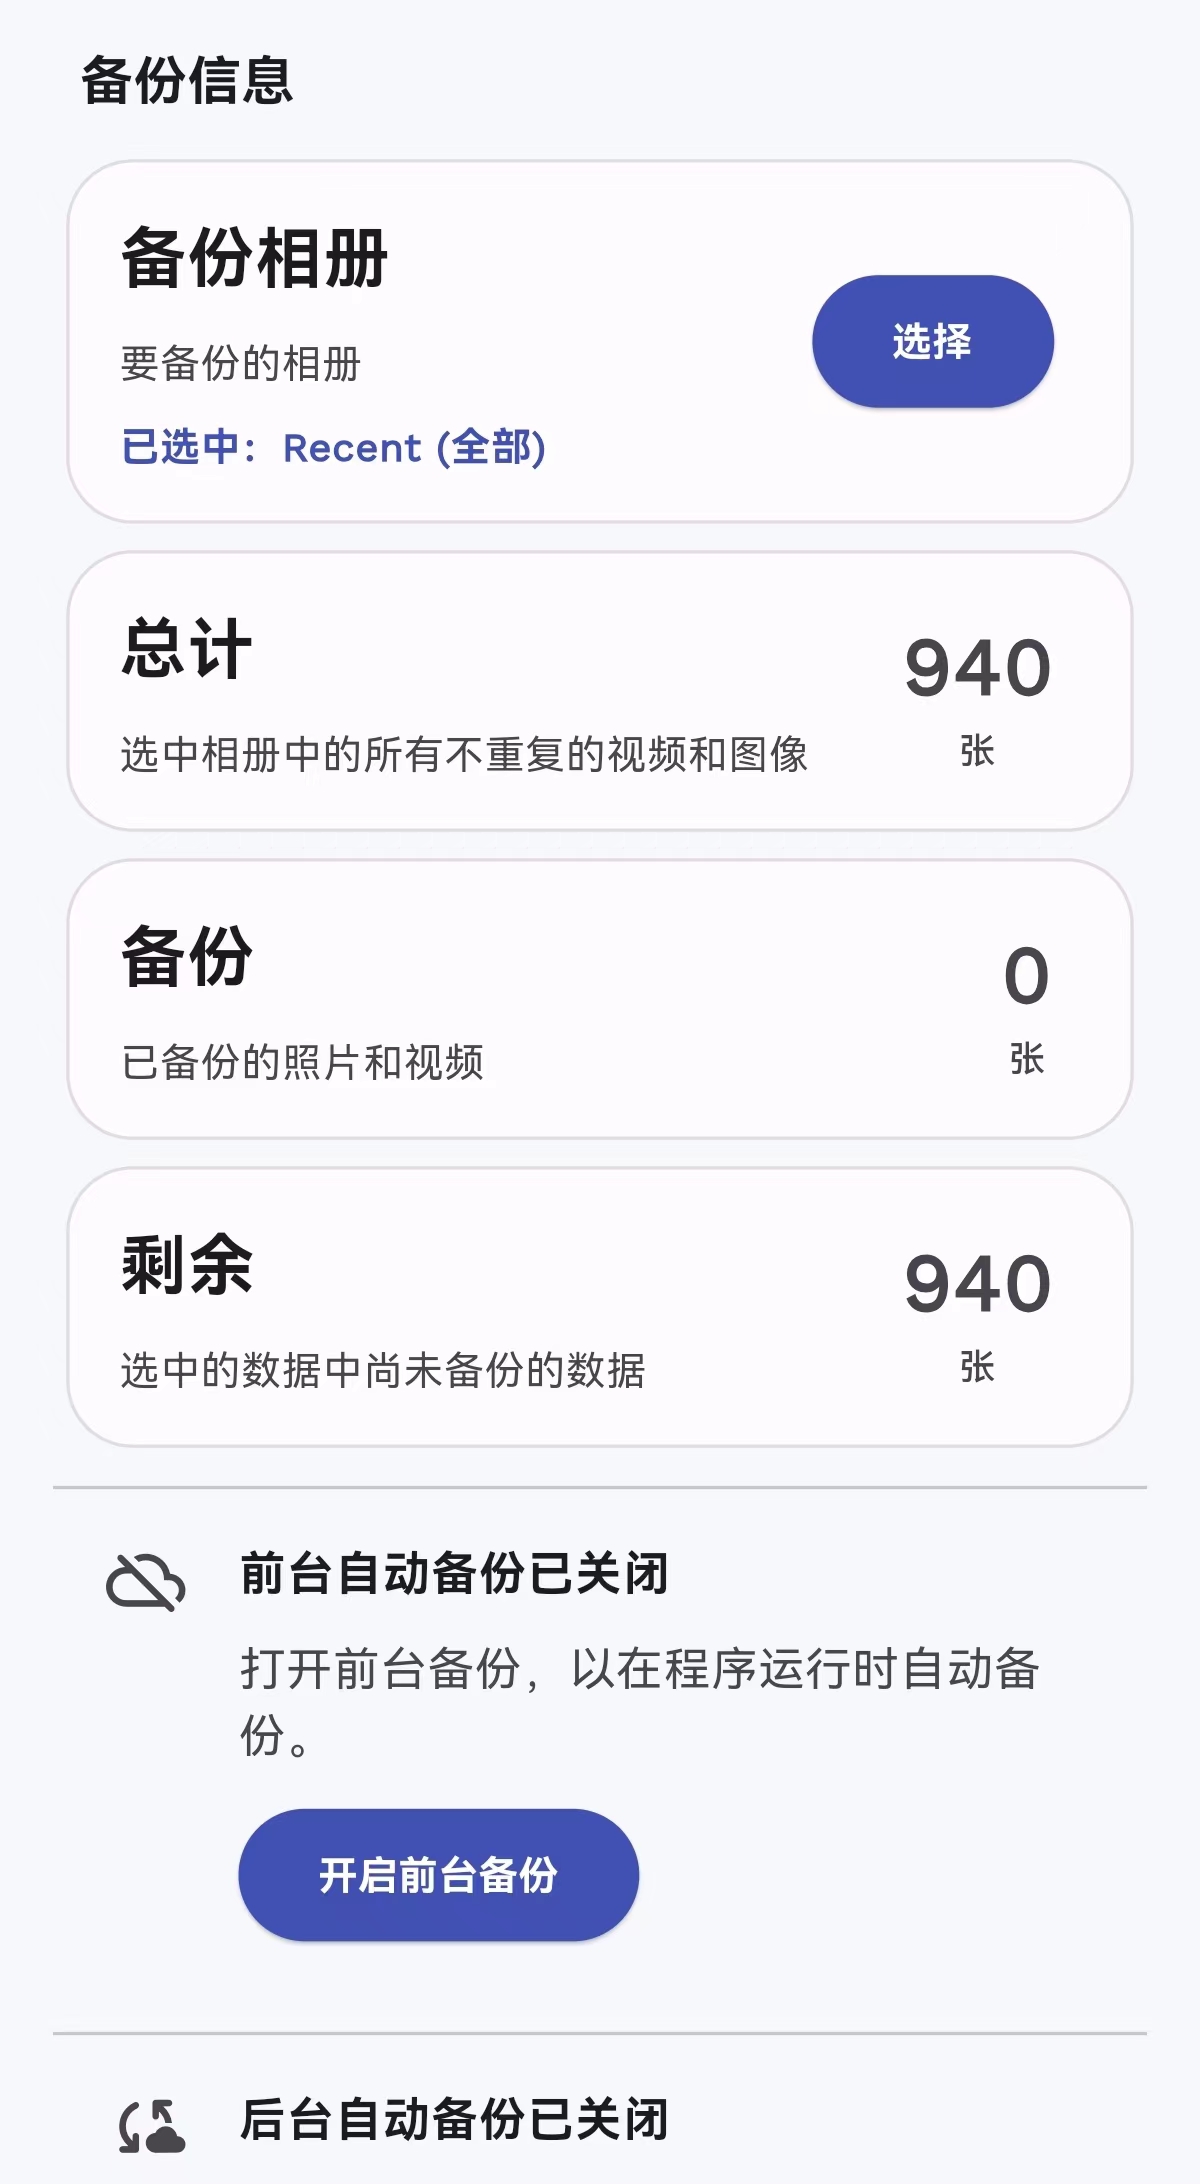 备份信息
备份相册
要备份的相册
已选中：Recent (全部)
选择
总计
选中相册中的所有不重复的视频和图像
940
张
备份
已备份的照片和视频
0
张
剩余
选中的数据中尚未备份的数据
940
张
前台自动备份已关闭
打开前台备份，以在程序运行时自动备
份。
开启前台备份
后台自动备份已关闭